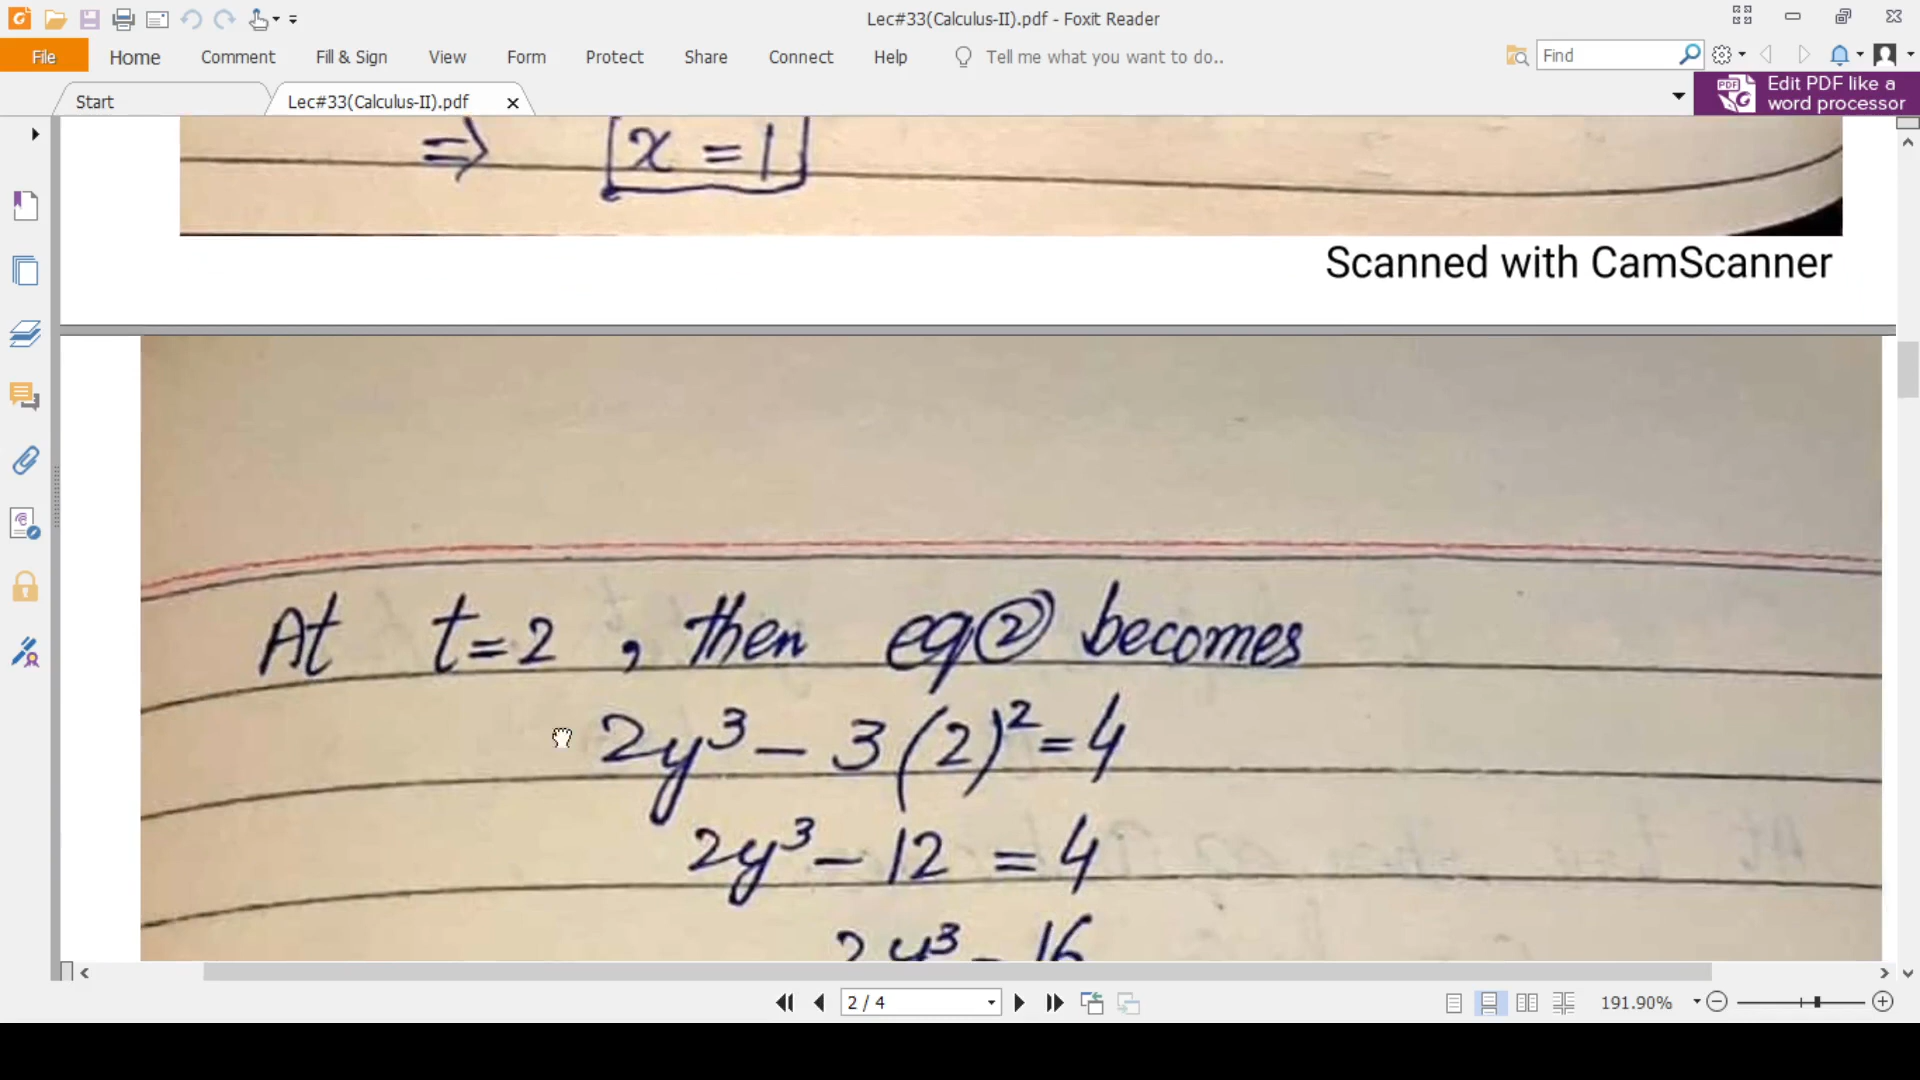 Lec#33(Calculus-II).pdf - Foxit Reader
File Home Comment Fill & Sign View Form Protect Share Connect Help Tell me what you want to do.. Find
Start Lec#33(Calculus-II).pdf
Edit PDF like a
word processor
⇒ x = 1
Scanned with CamScanner
At t=2 , then eq② becomes
2y³ - 3(2)² = 4
2y³ - 12 = 4
2y³ = 16
2 / 4 191.90%